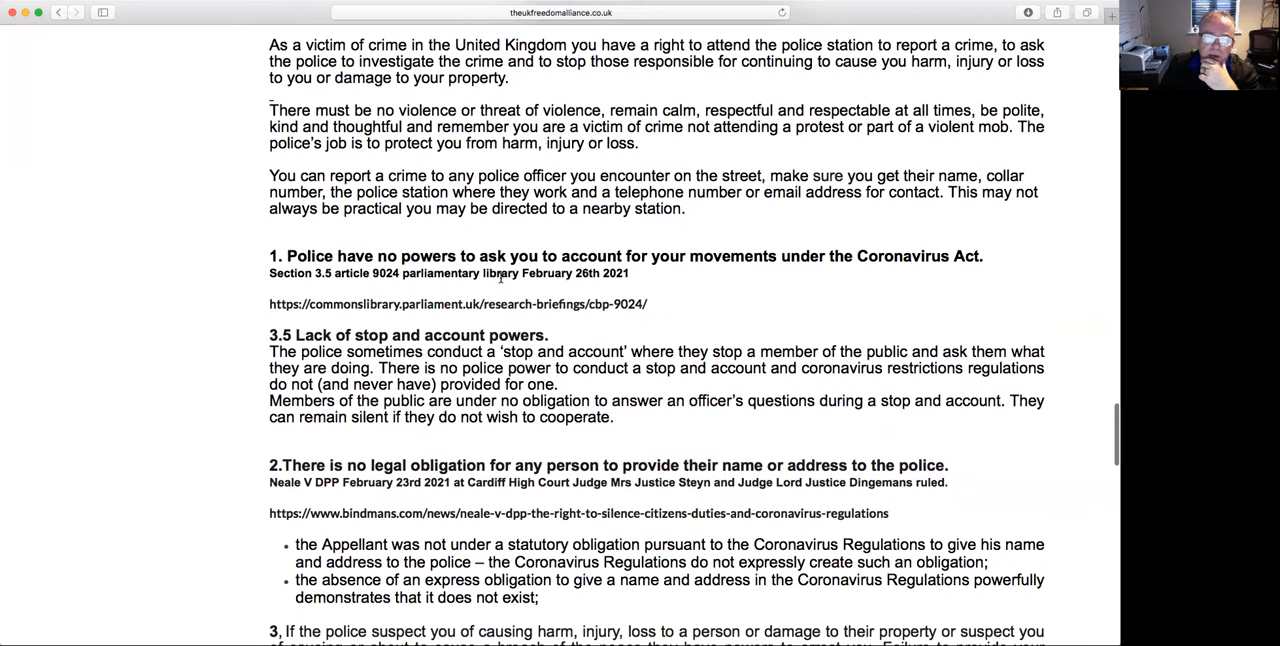 theukfreedomalliance.co.uk
As a victim of crime in the United Kingdom you have a right to attend the police station to report a crime, to ask
the police to investigate the crime and to stop those responsible for continuing to cause you harm, injury or loss
to you or damage to your property.
There must be no violence or threat of violence, remain calm, respectful and respectable at all times, be polite,
kind and thoughtful and remember you are a victim of crime not attending a protest or part of a violent mob. The
police's job is to protect you from harm, injury or loss.
You can report a crime to any police officer you encounter on the street, make sure you get their name, collar
number, the police station where they work and a telephone number or email address for contact. This may not
always be practical you may be directed to a nearby station.
1. Police have no powers to ask you to account for your movements under the Coronavirus Act.
Section 3.5 article 9024 parliamentary library February 26th 2021
https://commonslibrary.parliament.uk/research-briefings/cbp-9024/
3.5 Lack of stop and account powers.
The police sometimes conduct a ‘stop and account’ where they stop a member of the public and ask them what
they are doing. There is no police power to conduct a stop and account and coronavirus restrictions regulations
do not (and never have) provided for one.
Members of the public are under no obligation to answer an officer's questions during a stop and account. They
can remain silent if they do not wish to cooperate.
2.There is no legal obligation for any person to provide their name or address to the police.
Neale V DPP February 23rd 2021 at Cardiff High Court Judge Mrs Justice Steyn and Judge Lord Justice Dingemans ruled.
https://www.bindmans.com/news/neale-v-dpp-the-right-to-silence-citizens-duties-and-coronavirus-regulations
• the Appellant was not under a statutory obligation pursuant to the Coronavirus Regulations to give his name
and address to the police – the Coronavirus Regulations do not expressly create such an obligation;
• the absence of an express obligation to give a name and address in the Coronavirus Regulations powerfully
demonstrates that it does not exist;
3, If the police suspect you of causing harm, injury, loss to a person or damage to their property or suspect you